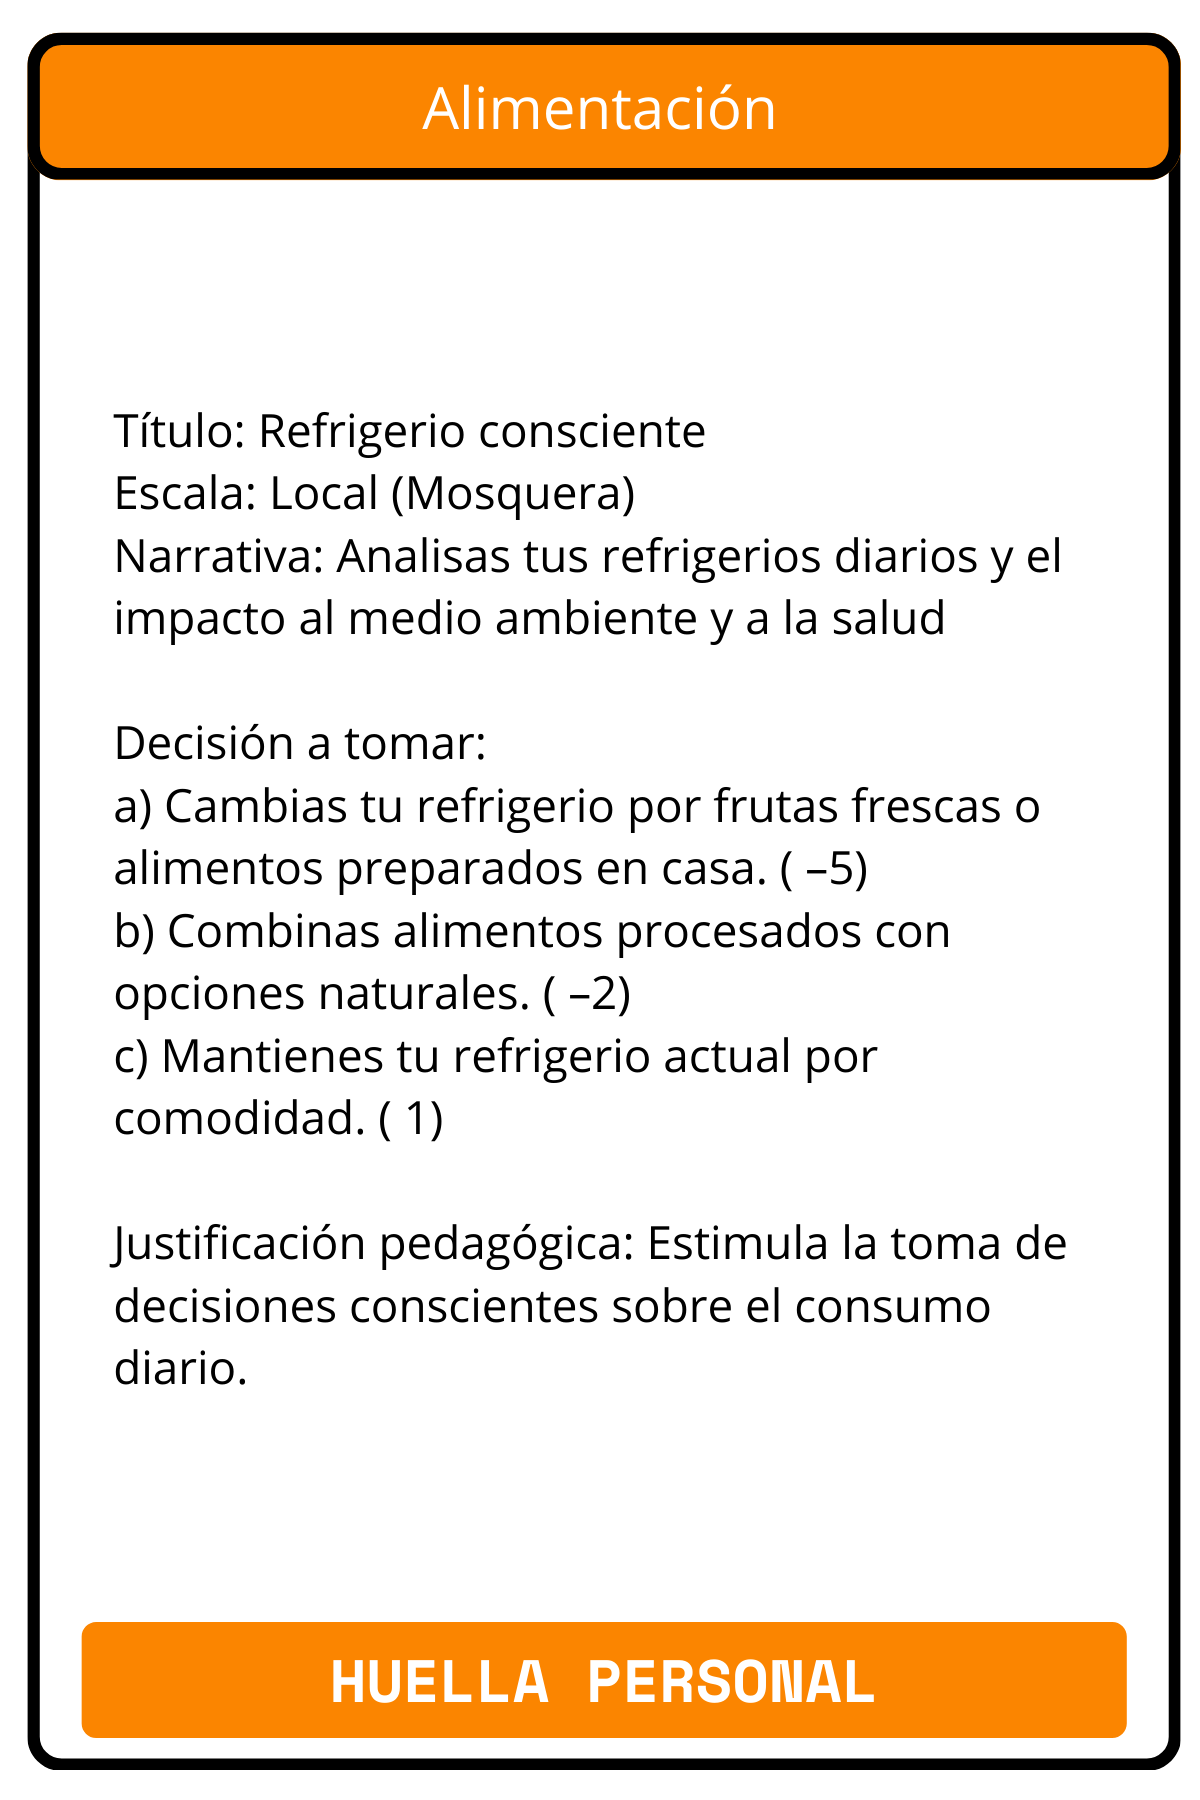 Alimentación
Título: Refrigerio consciente
Escala: Local (Mosquera)
Narrativa: Analisas tus refrigerios diarios y el
impacto al medio ambiente y a la salud
Decisión a tomar:
a) Cambias tu refrigerio por frutas frescas o
alimentos preparados en casa. ( –5)
b) Combinas alimentos procesados con
opciones naturales. ( –2)
c) Mantienes tu refrigerio actual por
comodidad. ( 1)
Justificación pedagógica: Estimula la toma de
decisiones conscientes sobre el consumo
diario.
HUELLA PERSONAL